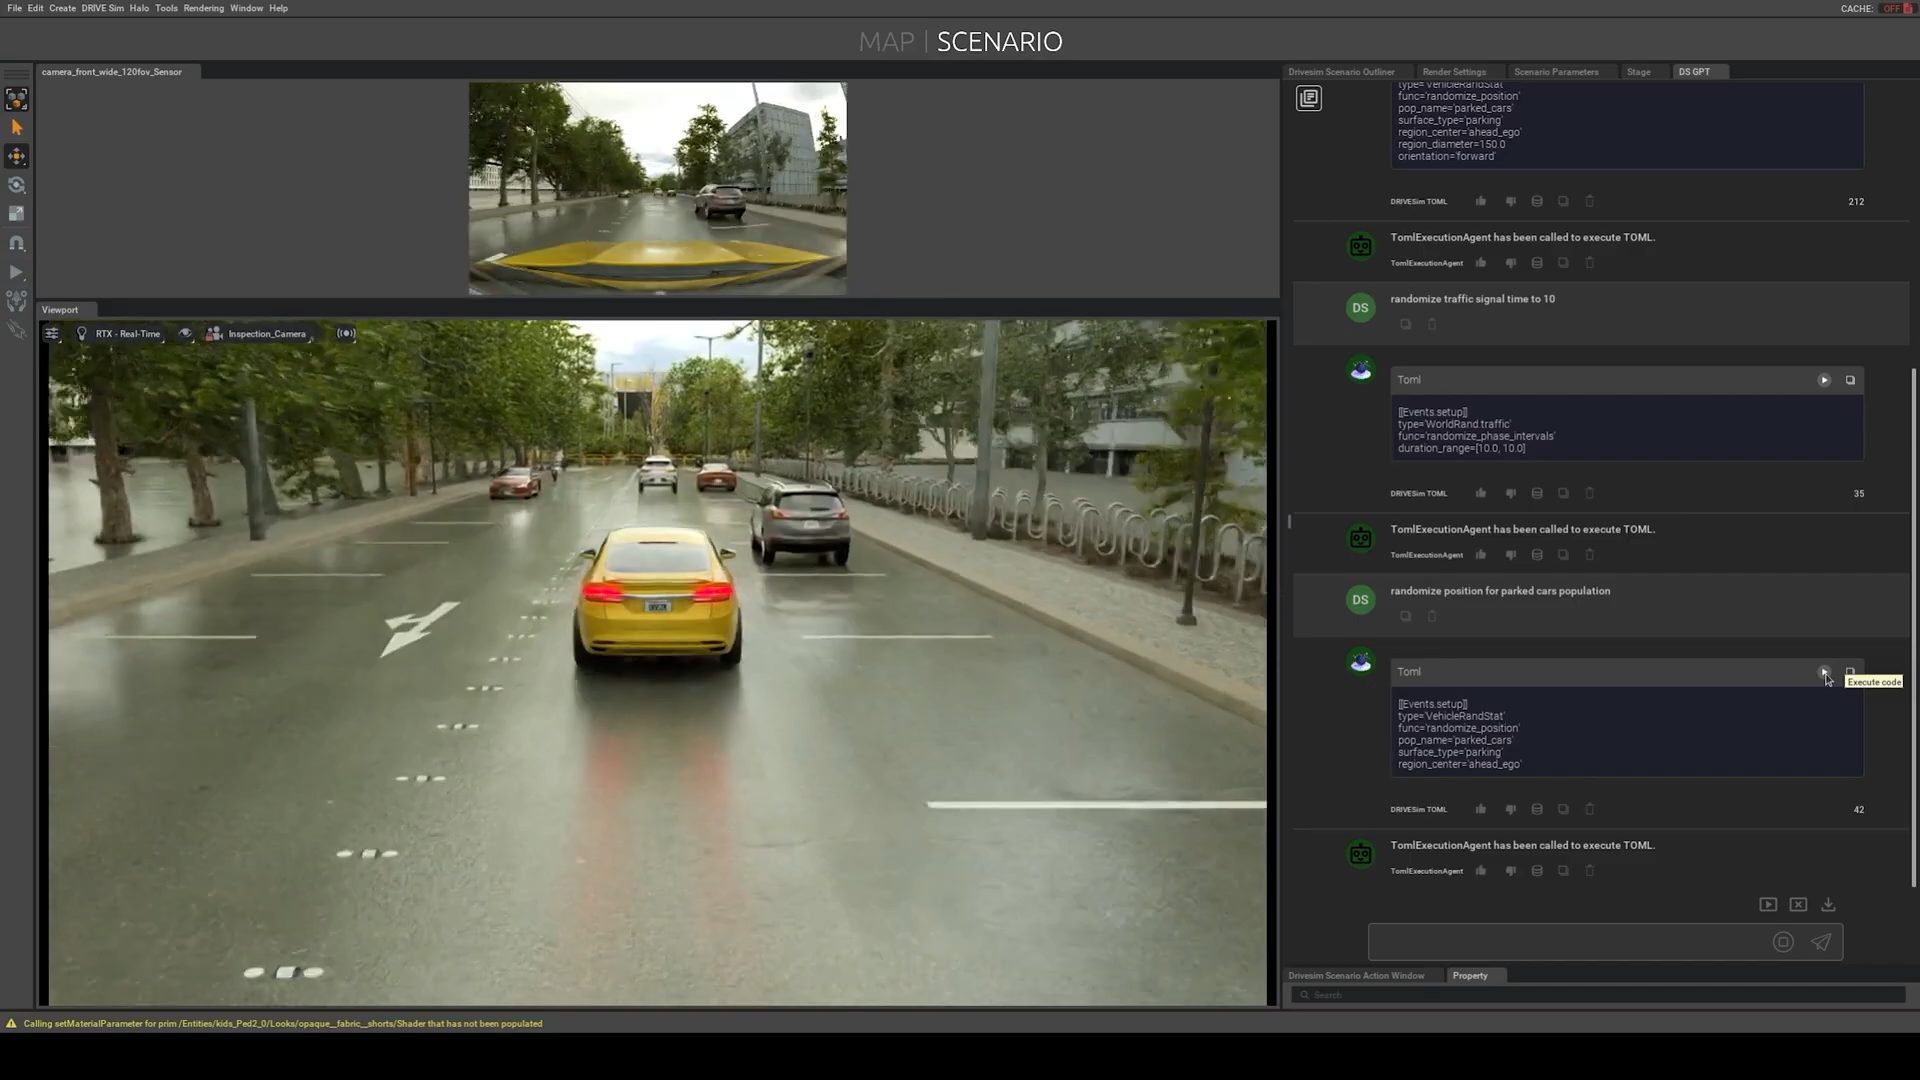 File Edit Create DRIVE Sim Halo Tools Rendering Window Help
CACHE: OFF
MAP | SCENARIO
camera_front_wide_120fov_Sensor
Drivesim Scenario Outliner
Render Settings
Scenario Parameters
Stage
DS GPT
type='VehicleRandStat'
func='randomize_position'
pop_name='parked_cars'
surface_type='parking'
region_center='ahead_ego'
region_diameter=150.0
orientation='forward'
DRIVESim TOML
212
TomlExecutionAgent has been called to execute TOML.
TomlExecutionAgent
DS
randomize traffic signal time to 10
Viewport
RTX - Real-Time
Inspection_Camera
Toml
[[Events.setup]]
type='WorldRand.traffic'
func='randomize_phase_intervals'
duration_range=[10.0, 10.0]
DRIVESim TOML
35
TomlExecutionAgent has been called to execute TOML.
TomlExecutionAgent
DS
randomize position for parked cars population
Toml
Execute code
[[Events.setup]]
type='VehicleRandStat'
func='randomize_position'
pop_name='parked_cars'
surface_type='parking'
region_center='ahead_ego'
DRIVESim TOML
42
TomlExecutionAgent has been called to execute TOML.
TomlExecutionAgent
Drivesim Scenario Action Window
Property
Search
Calling setMaterialParameter for prim /Entities/kids_Ped2_0/Looks/opaque__fabric__shorts/Shader that has not been populated